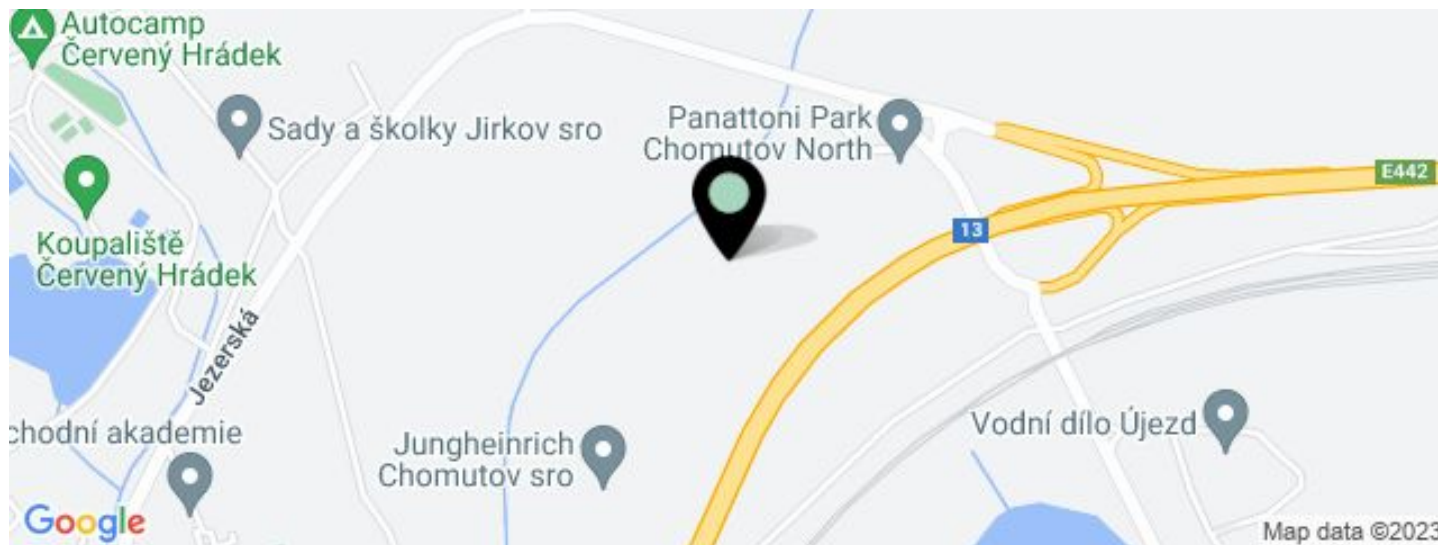 Autocamp
Červený Hrádek
Sady a školky Jirkov sro
Panattoni Park
Chomutov North
E442
13
Koupaliště
Červený Hrádek
Jezerská
chodní akademie
Jungheinrich
Chomutov sro
Vodní dílo Újezd
Google
Map data ©2023